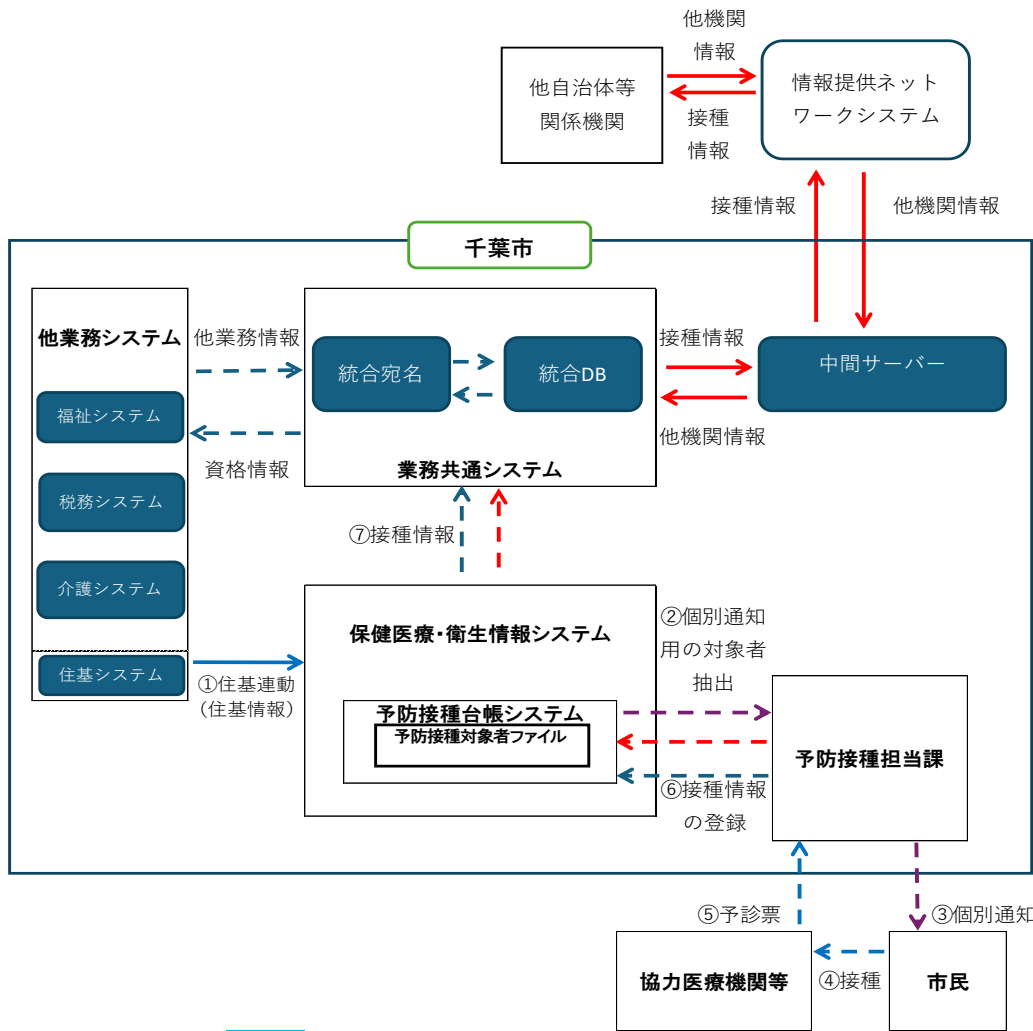 他機関
情報
他自治体等
関係機関
情報提供ネット
ワークシステム
接種
情報
接種情報
他機関情報
千葉市
他業務システム
他業務情報
統合宛名
統合DB
接種情報
中間サーバー
福祉システム
他機関情報
資格情報
業務共通システム
税務システム
⑦接種情報
介護システム
保健医療・衛生情報システム
②個別通知
用の対象者
抽出
住基システム
①住基連動
(住基情報)
予防接種台帳システム
予防接種対象者ファイル
予防接種担当課
⑥接種情報
の登録
⑤予診票
③個別通知
協力医療機関等
④接種
市民